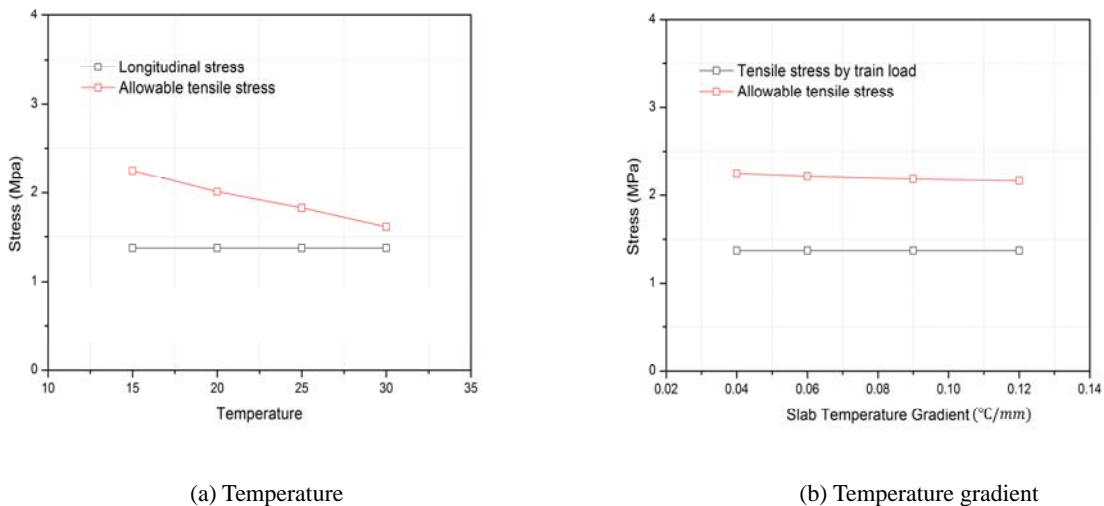 4
3
2
1
0
Stress (Mpa)
Longitudinal stress
Allowable tensile stress
10 15 20 25 30 35
Temperature
(a) Temperature
4
3
2
1
0
Stress (MPa)
Tensile stress by train load
Allowable tensile stress
0.02 0.04 0.06 0.08 0.10 0.12 0.14
Slab Temperature Gradient (℃/mm)
(b) Temperature gradient